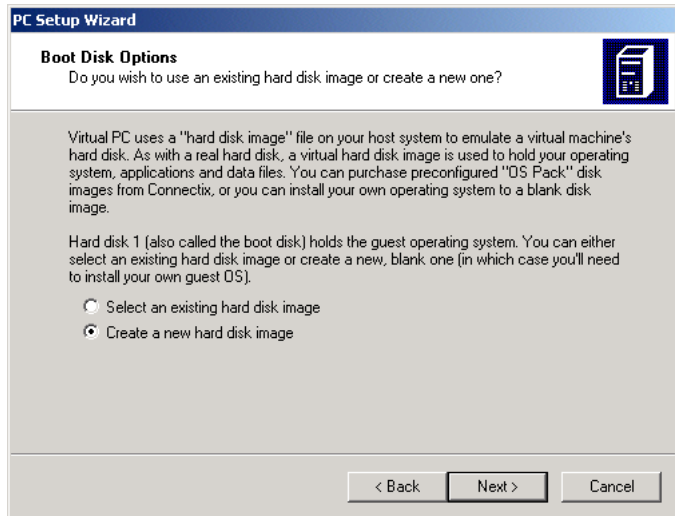 PC Setup Wizard
Boot Disk Options
Do you wish to use an existing hard disk image or create a new one?
Virtual PC uses a "hard disk image" file on your host system to emulate a virtual machine's
hard disk. As with a real hard disk, a virtual hard disk image is used to hold your operating
system, applications and data files. You can purchase preconfigured "OS Pack" disk
images from Connectix, or you can install your own operating system to a blank disk
image.
Hard disk 1 (also called the boot disk) holds the guest operating system. You can either
select an existing hard disk image or create a new, blank one (in which case you'll need
to install your own guest OS).
Select an existing hard disk image
Create a new hard disk image
< Back Next > Cancel